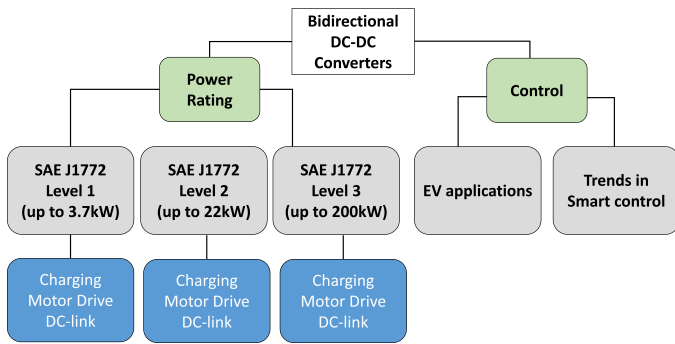 Bidirectional
DC-DC
Converters
Power
Rating
Control
SAE J1772
Level 1
(up to 3.7kW)
SAE J1772
Level 2
(up to 22kW)
SAE J1772
Level 3
(up to 200kW)
EV applications
Trends in
Smart control
Charging
Motor Drive
DC-link
Charging
Motor Drive
DC-link
Charging
Motor Drive
DC-link